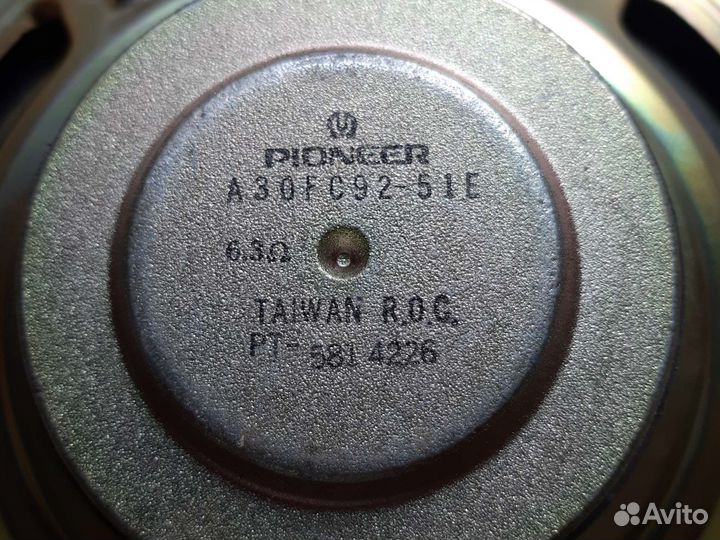 PIONEER
A30FC92-51E
6.3Ω
TAIWAN R.O.C.
PT-581 4226
Avito